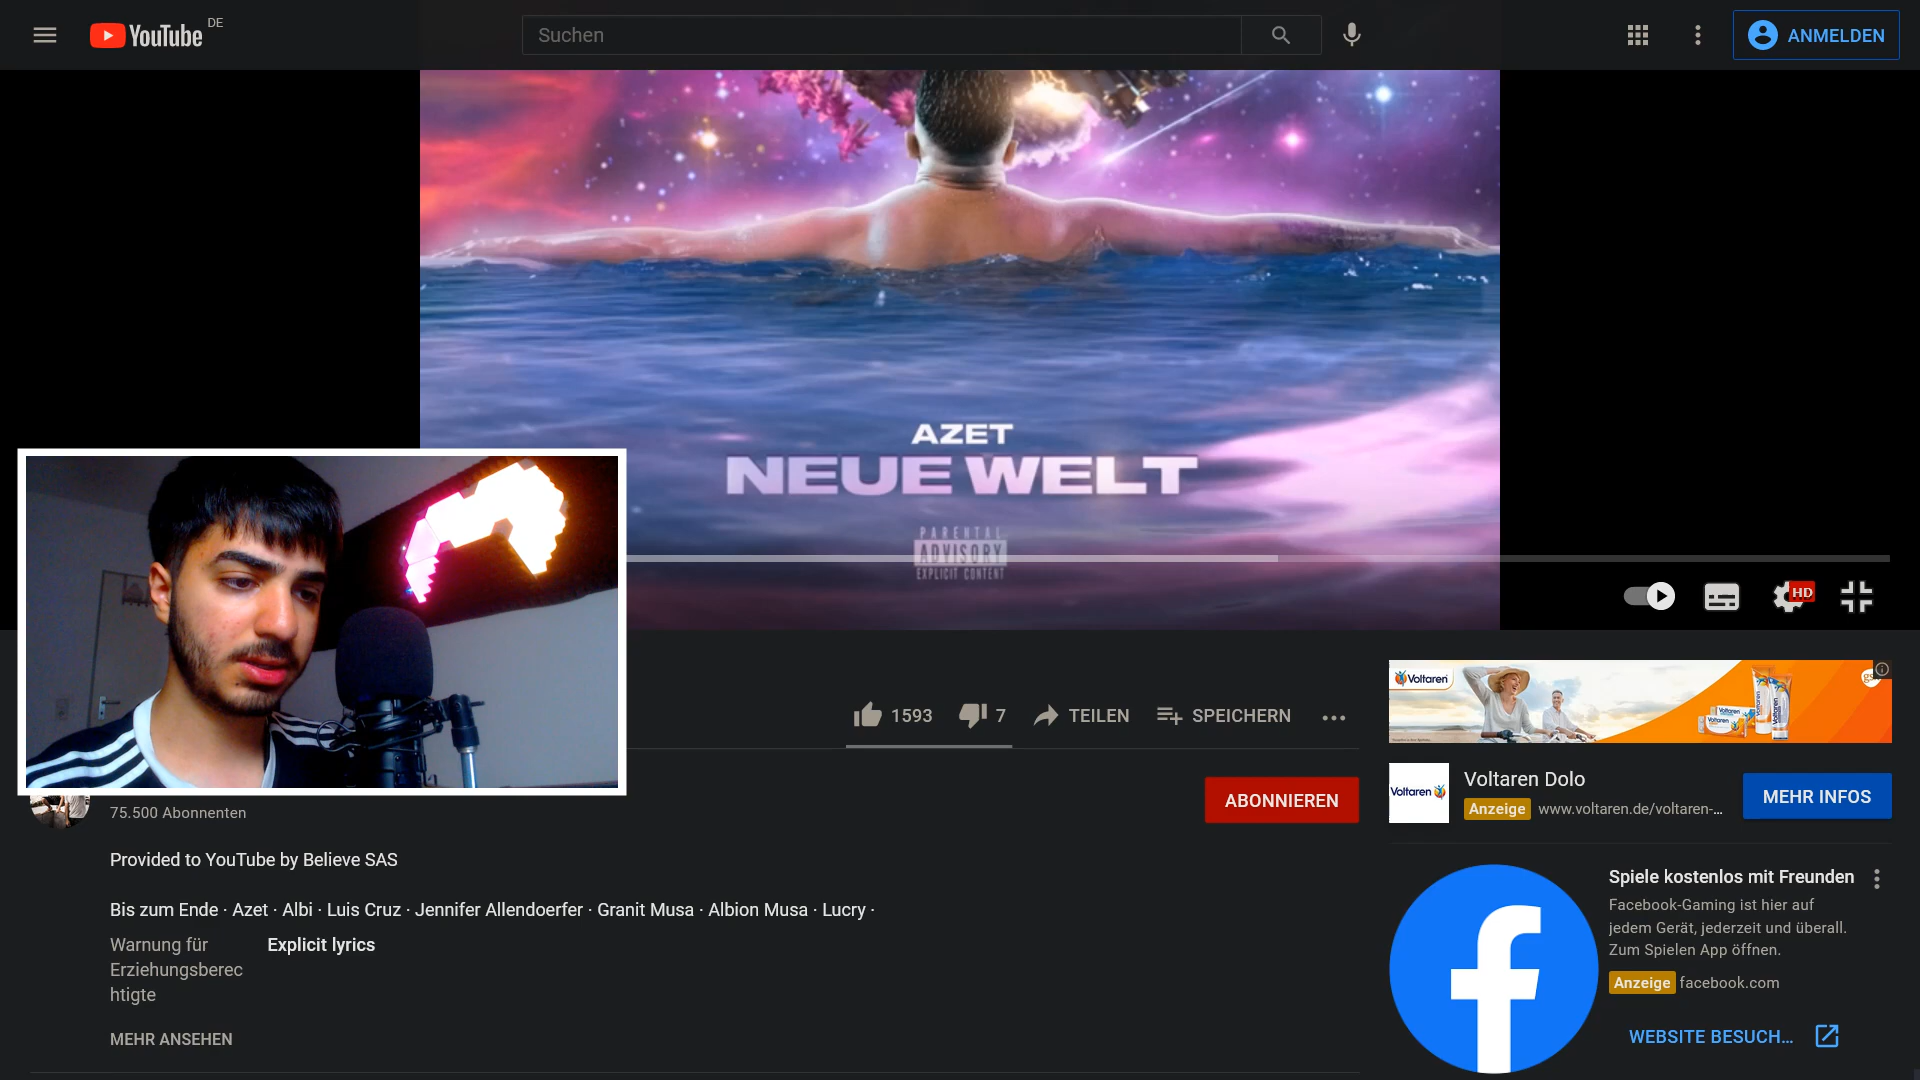 YouTube DE
Suchen
ANMELDEN
AZET
NEUE WELT
PARENTAL
ADVISORY
EXPLICIT CONTENT
HD
1593
7
TEILEN
SPEICHERN
75.500 Abonnenten
ABONNIEREN
Provided to YouTube by Believe SAS
Bis zum Ende · Azet · Albi · Luis Cruz · Jennifer Allendoerfer · Granit Musa · Albion Musa · Lucry ·
Warnung für
Erziehungsberec
htigte
Explicit lyrics
MEHR ANSEHEN
Voltaren
Voltaren
Voltaren
Voltaren
Voltaren Dolo
Anzeige www.voltaren.de/voltaren-...
MEHR INFOS
Spiele kostenlos mit Freunden
Facebook-Gaming ist hier auf
jedem Gerät, jederzeit und überall.
Zum Spielen App öffnen.
Anzeige facebook.com
WEBSITE BESUCH...